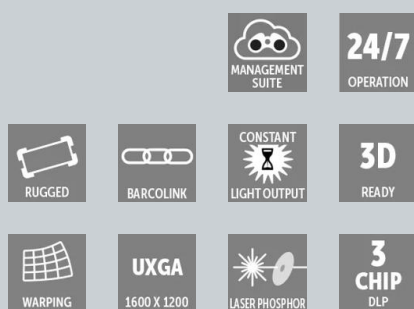 MANAGEMENT
SUITE
24/7
OPERATION
RUGGED
BARCOLINK
CONSTANT
LIGHT OUTPUT
3D
READY
WARPING
UXGA
1600 X 1200
LASER PHOSPHOR
3
CHIP
DLP